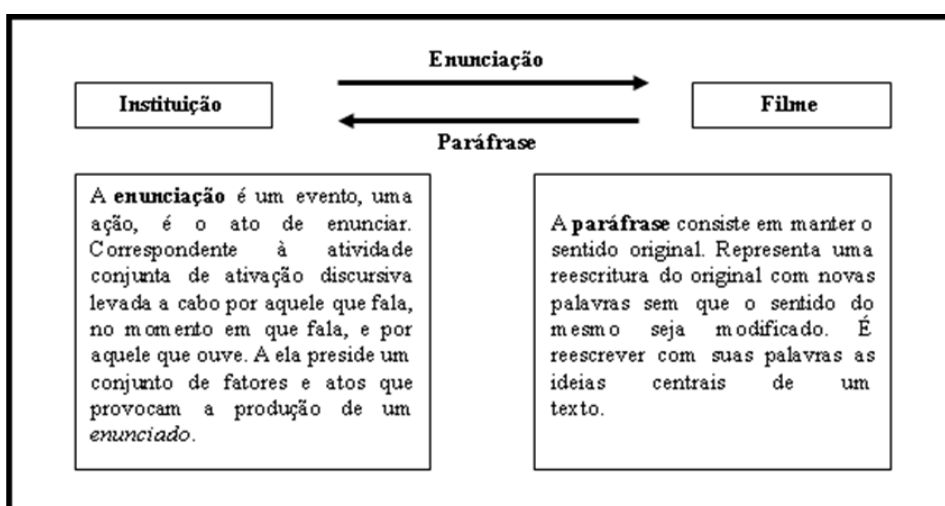 Enunciação
Instituição
Filme
Paráfrase
A enunciação é um evento, uma
ação, é o ato de enunciar.
Correspondente à atividade
conjunta de ativação discursiva
levada a cabo por aquele que fala,
no momento em que fala, e por
aquele que ouve. A ela preside um
conjunto de fatores e atos que
provocam a produção de um
enunciado.
A paráfrase consiste em manter o
sentido original. Representa uma
reescritura do original com novas
palavras sem que o sentido do
mesmo seja modificado. É
reescrever com suas palavras as
ideias centrais de um
texto.